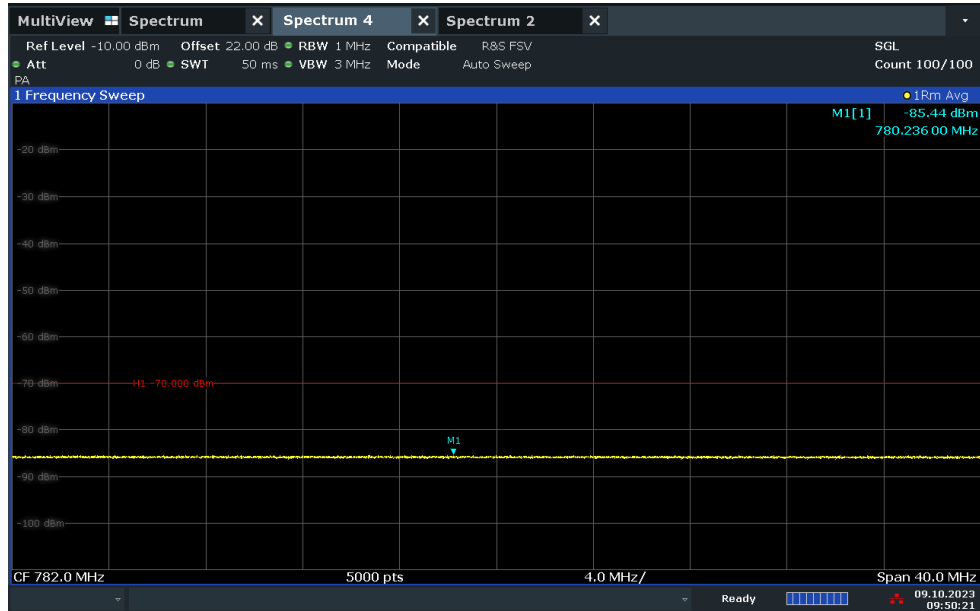 MultiView Spectrum X Spectrum 4 X Spectrum 2 X
Ref Level -10.00 dBm Offset 22.00 dB RBW 1 MHz Compatible R&S FSV SGL
Att 0 dB SWT 50 ms VBW 3 MHz Mode Auto Sweep Count 100/100
PA
1 Frequency Sweep 1Rm Avg
M1[1] -85.44 dBm
780.236 00 MHz
-20 dBm
-30 dBm
-40 dBm
-50 dBm
-60 dBm
-70 dBm H1 -70.000 dBm
-80 dBm
M1
-90 dBm
-100 dBm
CF 782.0 MHz 5000 pts 4.0 MHz/ Span 40.0 MHz
Ready 09.10.2023
09:50:21